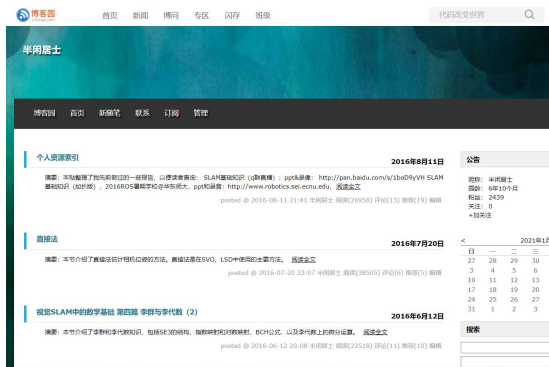 博客园
首页 新闻 博问 专区 闪存 班级
代码改变世界
半闲居士
博客园 首页 新随笔 联系 订阅 管理
个人资源索引
2016年8月11日
摘要: 本贴整理了我先前做过的一些报告,以便读者查询: SLAM基础知识(q群直播): ppt&录像: http://pan.baidu.com/s/1boD9yVH SLAM
基础知识(加长版), 2016ROS暑期学校@华东师大, ppt和录音: http://www.robotics.sei.ecnu.edu. 阅读全文
posted @ 2016-08-11 21:41 半闲居士 阅读(26958) 评论(13) 推荐(19) 编辑
直接法
2016年7月20日
摘要: 本节介绍了直接法估计相机位姿的方法。直接法是在SVO、LSD中使用的主要方法。 阅读全文
posted @ 2016-07-20 23:07 半闲居士 阅读(38505) 评论(6) 推荐(5) 编辑
视觉SLAM中的数学基础 第四篇 李群与李代数(2)
2016年6月12日
摘要: 本节介绍了李群和李代数知识,包括SE3的结构,指数映射和对数映射,BCH公式,以及李代数上的微分运算。 阅读全文
posted @ 2016-06-12 20:08 半闲居士 阅读(22518) 评论(11) 推荐(10) 编辑
公告
昵称: 半闲居士
园龄: 6年10个月
粉丝: 2439
关注: 0
+加关注
< 2021年1月
日 一 二 三
27 28 29 30
3 4 5 6
10 11 12 13
17 18 19 20
24 25 26 27
31 1 2 3
搜索